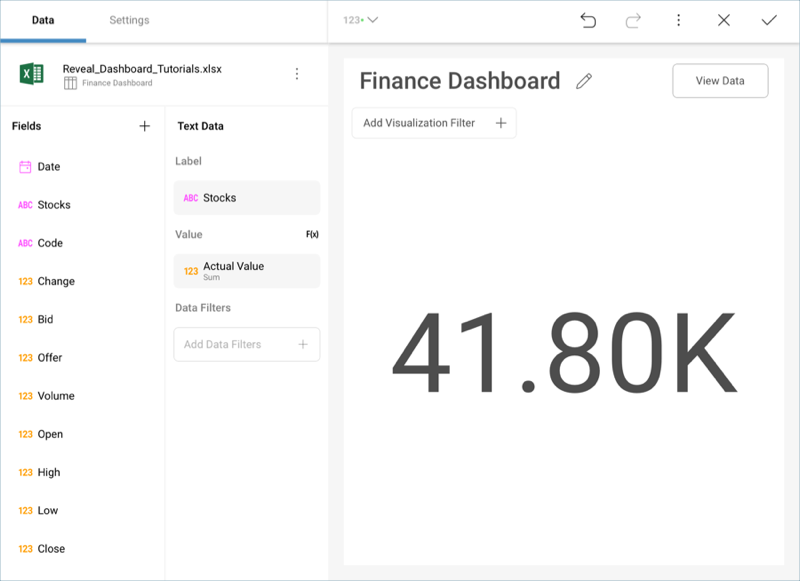 Data
Settings
123
Reveal_Dashboard_Tutorials.xlsx
Finance Dashboard
Fields
ABC Stocks
Date
ABC Stocks
ABC Code
123 Change
123 Bid
123 Offer
123 Volume
123 Open
123 High
123 Low
123 Close
Text Data
Label
ABC Stocks
Value
F(x)
123 Actual Value
Sum
Data Filters
Add Data Filters
Finance Dashboard
View Data
Add Visualization Filter
41.80K